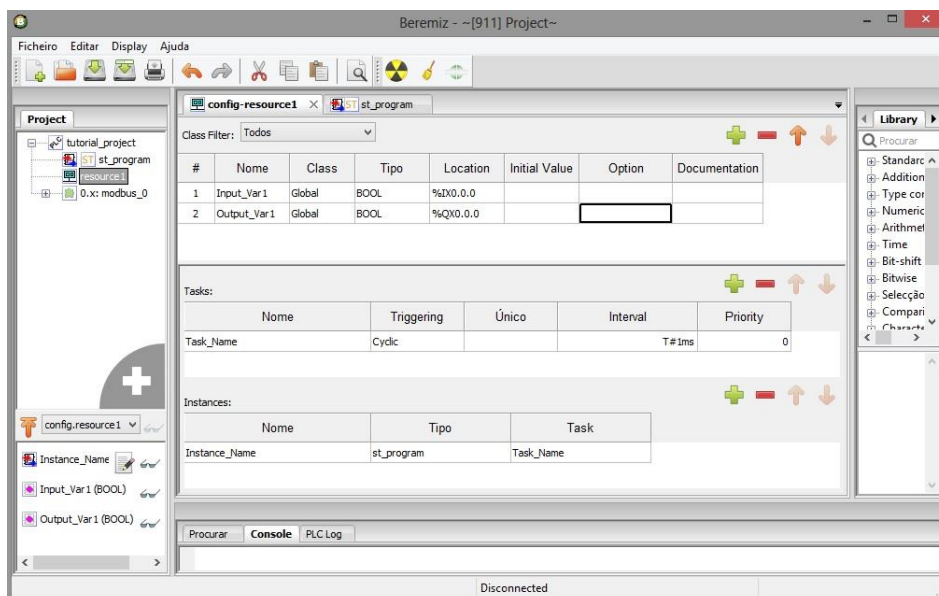 Beremiz - ~[911] Project~
Ficheiro Editar Display Ajuda
Project
tutorial_project
ST st_program
resource1
0.x: modbus_0
config.resource1
Instance_Name
Input_Var1 (BOOL)
Output_Var1 (BOOL)
config-resource1
ST st_program
Class Filter: Todos
# Nome Class Tipo Location Initial Value Option Documentation
1 Input_Var1 Global BOOL %IX0.0.0
2 Output_Var1 Global BOOL %QX0.0.0
Tasks:
Nome Triggering Único Interval Priority
Task_Name Cyclic T#1ms 0
Instances:
Nome Tipo Task
Instance_Name st_program Task_Name
Procurar Console PLC Log
Library
Procurar
Standarc
Addition
Type cor
Numeric
Arithmet
Time
Bit-shift
Bitwise
Selecção
Compari
Disconnected